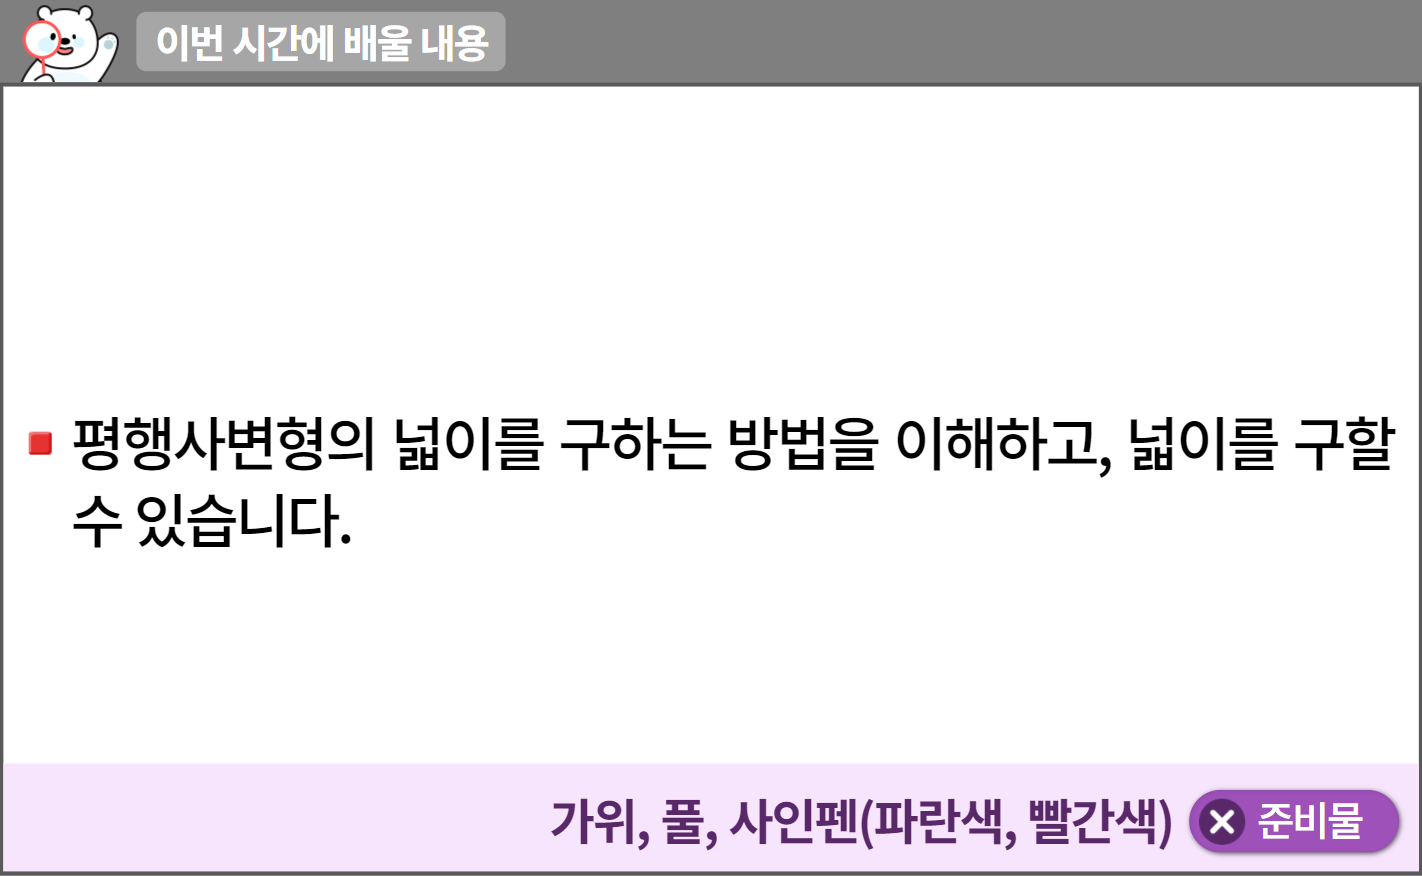 이번 시간에 배울 내용
평행사변형의 넓이를 구하는 방법을 이해하고, 넓이를 구할
수 있습니다.
가위, 풀, 사인펜(파란색, 빨간색) 준비물